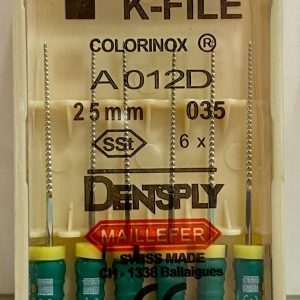 K-FILE
COLORINOX ®
A 012D
25mm 035
SSt 6 x
DENTSPLY
MAILLEFER
SWISS MADE
CH - 1338 Ballaigues